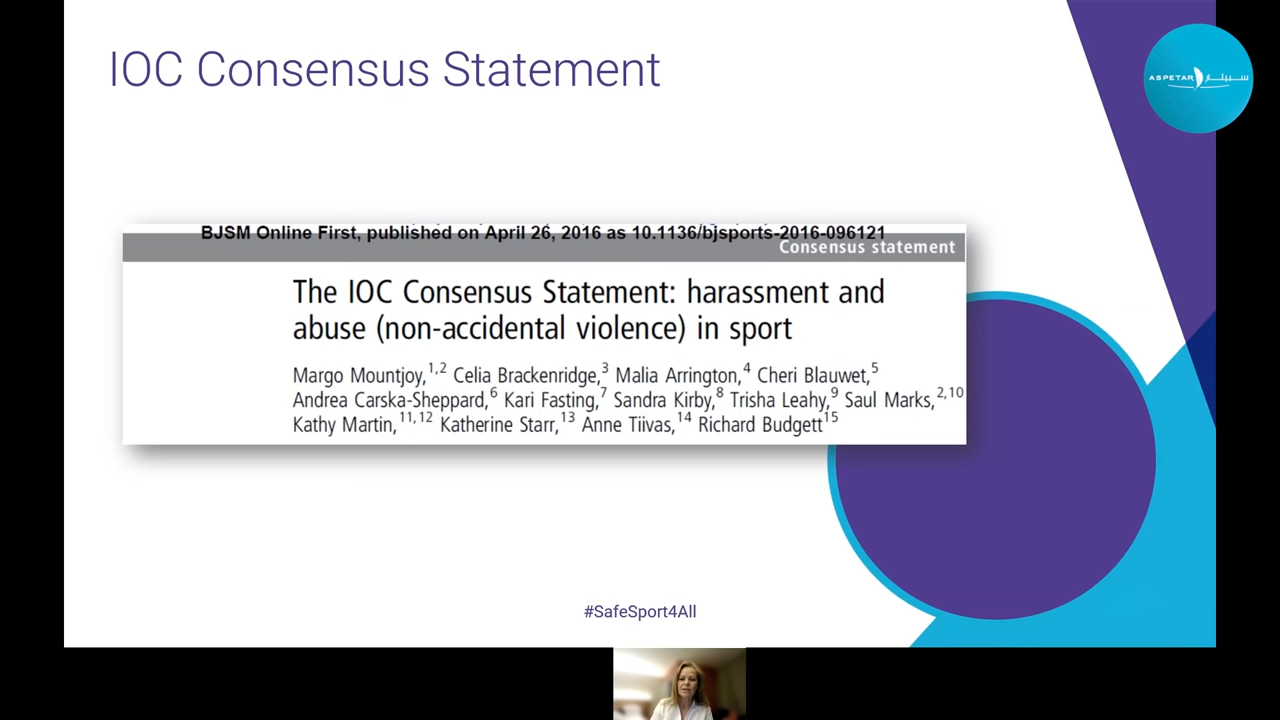 IOC Consensus Statement
ASPETAR سبيتار
BJSM Online First, published on April 26, 2016 as 10.1136/bjsports-2016-096121
Consensus statement
The IOC Consensus Statement: harassment and
abuse (non-accidental violence) in sport
Margo Mountjoy,1,2 Celia Brackenridge,3 Malia Arrington,4 Cheri Blauwet,5
Andrea Carska-Sheppard,6 Kari Fasting,7 Sandra Kirby,8 Trisha Leahy,9 Saul Marks,2,10
Kathy Martin,11,12 Katherine Starr,13 Anne Tiivas,14 Richard Budgett15
#SafeSport4All